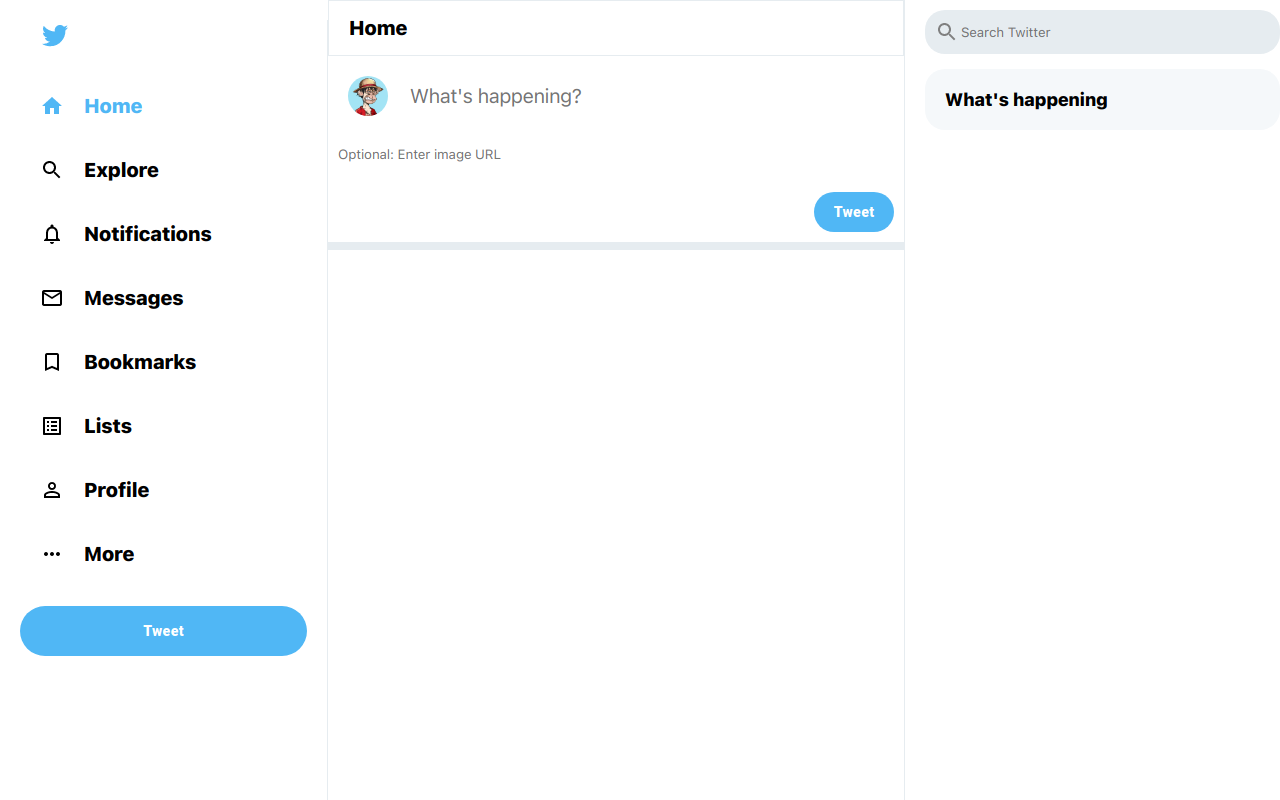 Home
Explore
Notifications
Messages
Bookmarks
Lists
Profile
More
Tweet
Home
What's happening?
Optional: Enter image URL
Tweet
Search Twitter
What's happening